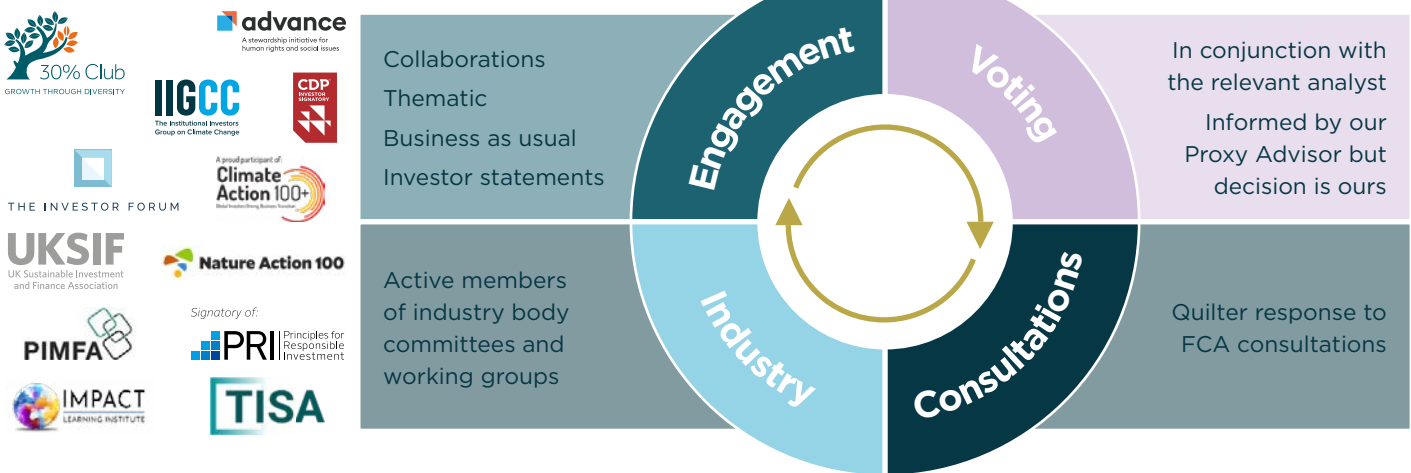 30% Club
GROWTH THROUGH DIVERSITY
advance
A stewardship initiative for
human rights and social issues
IIGCC
The Institutional Investors
Group on Climate Change
CDP
INVESTOR
SIGNATORY
THE INVESTOR FORUM
A proud participant of:
Climate
Action 100+
Global Investors Driving Business Transition
UKSIF
UK Sustainable Investment
and Finance Association
Nature Action 100
PIMFA
Signatory of:
PRI
Principles for
Responsible
Investment
IMPACT
LEARNING INSTITUTE
TISA
Collaborations
Thematic
Business as usual
Investor statements
Engagement
Voting
In conjunction with
the relevant analyst
Informed by our
Proxy Advisor but
decision is ours
Active members
of industry body
committees and
working groups
Industry
Consultations
Quilter response to
FCA consultations